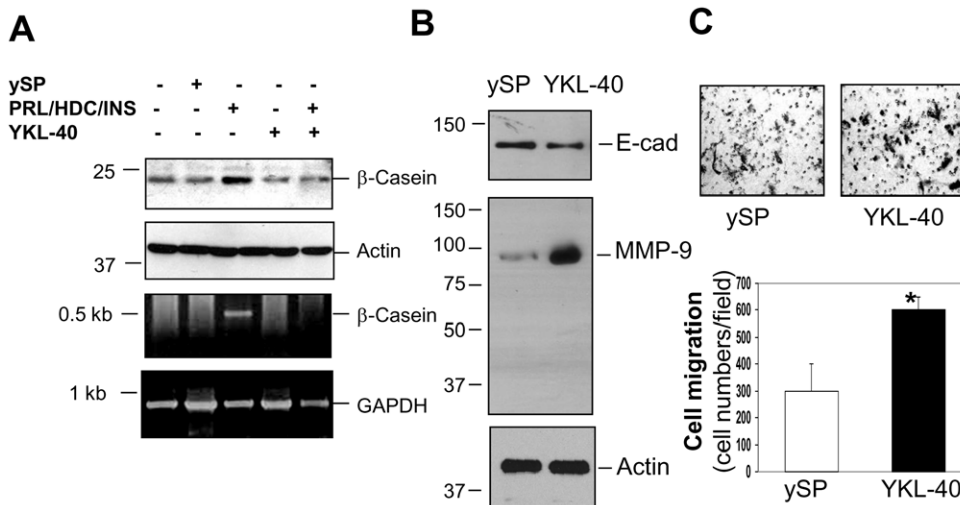 A
ySP - + - - -
PRL/HDC/INS - - + - +
YKL-40 - - - + +
25
β-Casein
Actin
37
0.5 kb
β-Casein
1 kb
GAPDH
B
ySP YKL-40
150
E-cad
150
100
MMP-9
75
50
37
Actin
37
C
ySP YKL-40
Cell migration
(cell numbers/field)
700
600
500
400
300
200
100
0
*
ySP YKL-40